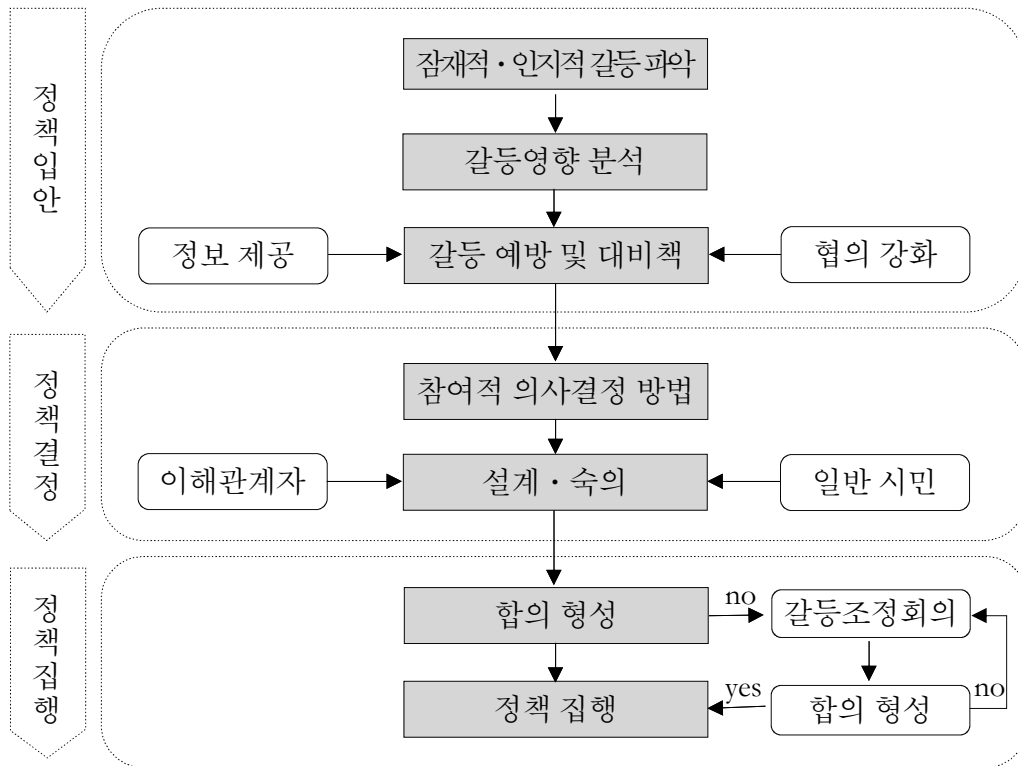 정책입안
잠재적·인지적 갈등 파악
갈등영향 분석
정보 제공
갈등 예방 및 대비책
협의 강화
정책결정
참여적 의사결정 방법
이해관계자
설계·숙의
일반 시민
정책집행
합의 형성
no
갈등조정회의
정책 집행
yes
합의 형성
no